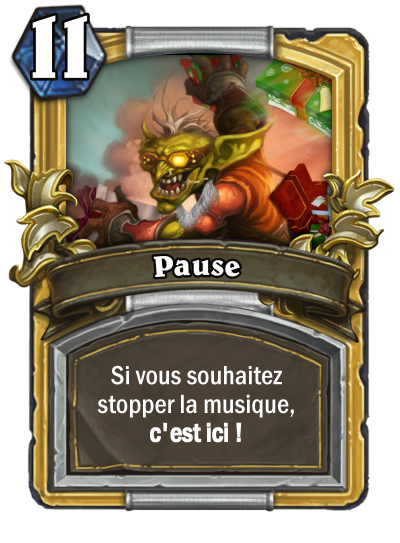 11
Pause
Si vous souhaitez
stopper la musique,
c'est ici !